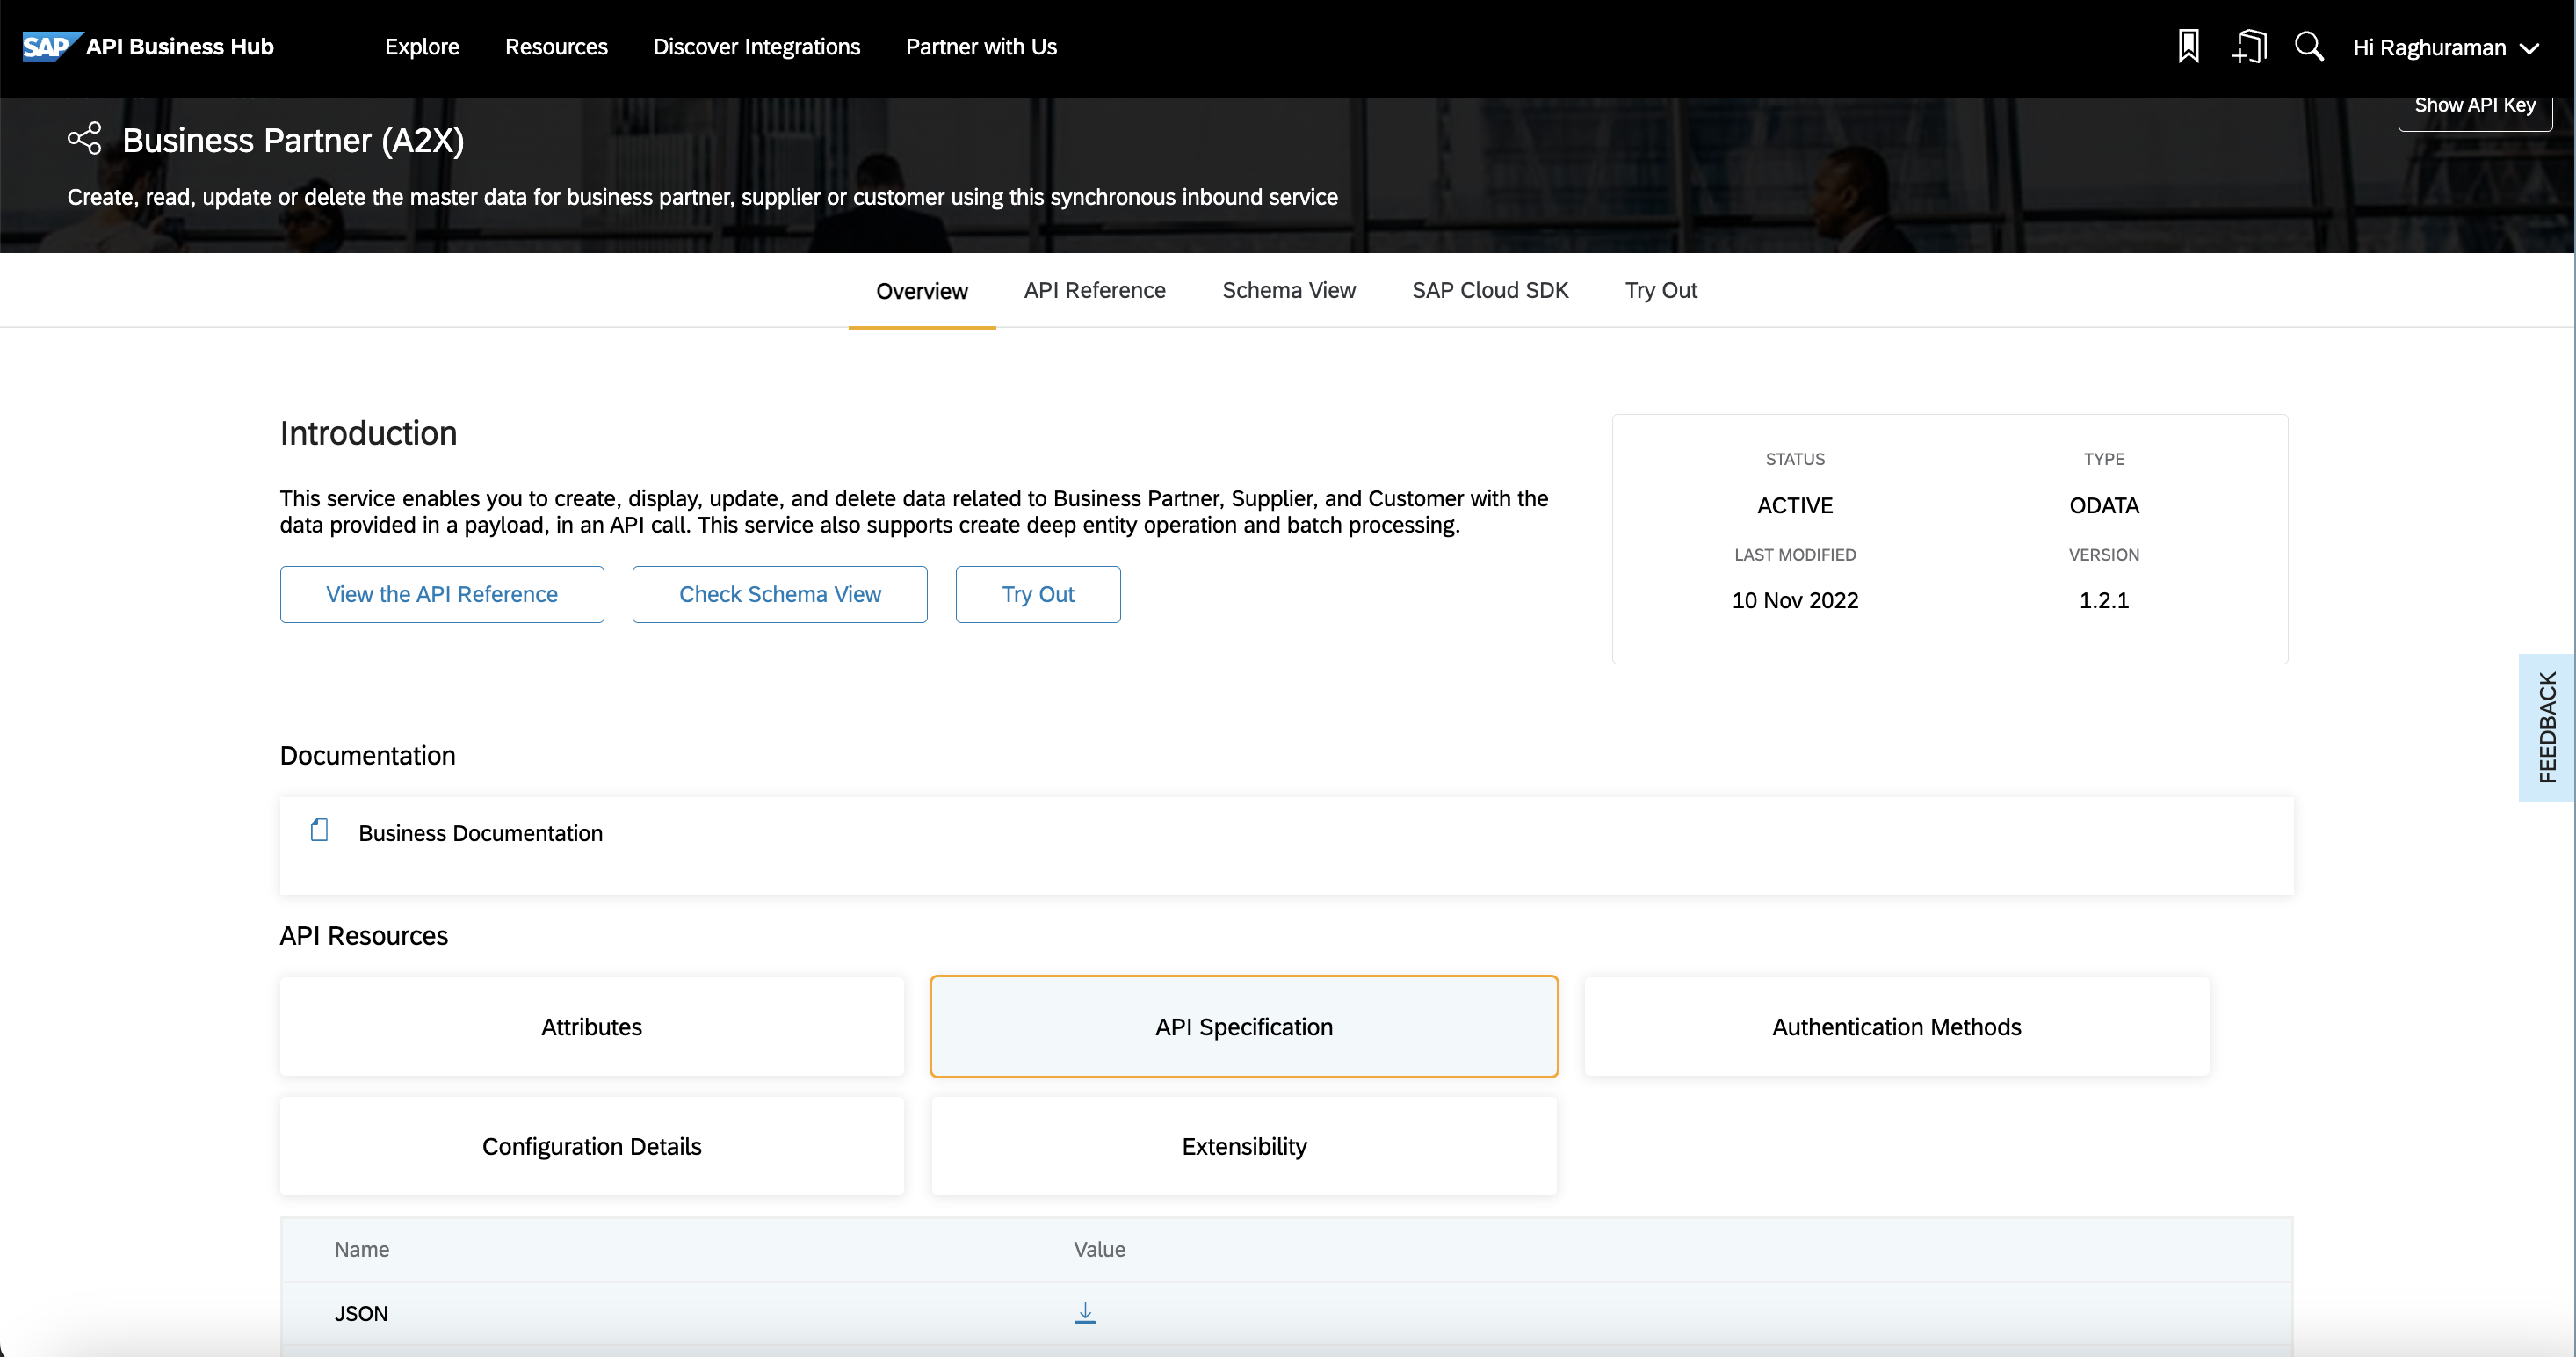 SAP API Business Hub Explore Resources Discover Integrations Partner with Us Hi Raghuraman
Show API Key
Business Partner (A2X)
Create, read, update or delete the master data for business partner, supplier or customer using this synchronous inbound service
Overview API Reference Schema View SAP Cloud SDK Try Out
Introduction
This service enables you to create, display, update, and delete data related to Business Partner, Supplier, and Customer with the
data provided in a payload, in an API call. This service also supports create deep entity operation and batch processing.
View the API Reference Check Schema View Try Out
STATUS TYPE
ACTIVE ODATA
LAST MODIFIED VERSION
10 Nov 2022 1.2.1
FEEDBACK
Documentation
Business Documentation
API Resources
Attributes API Specification Authentication Methods
Configuration Details Extensibility
Name Value
JSON